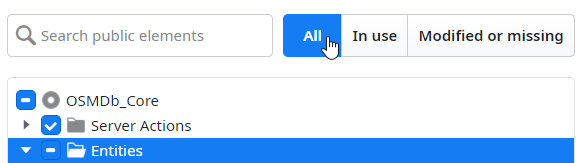 Search public elements All In use Modified or missing
OSMDb_Core
Server Actions
Entities